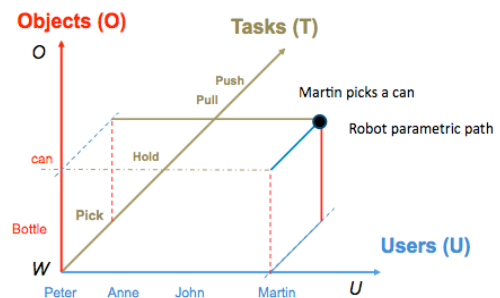 Objects (O)
Tasks (T)
O
Push
Pull
Martin picks a can
Robot parametric path
can
Hold
Pick
Bottle
Users (U)
W
U
Peter
Anne
John
Martin